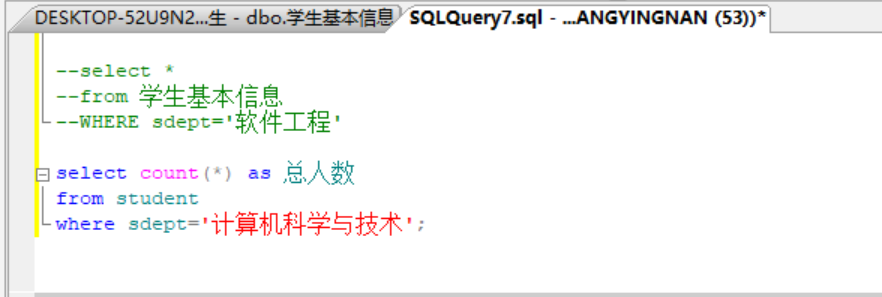 DESKTOP-52U9N2...生 - dbo.学生基本信息
SQLQuery7.sql - ...ANGYINGNAN (53))*
--select *
--from 学生基本信息
--WHERE sdept='软件工程'
select count(*) as 总人数
from student
where sdept='计算机科学与技术';